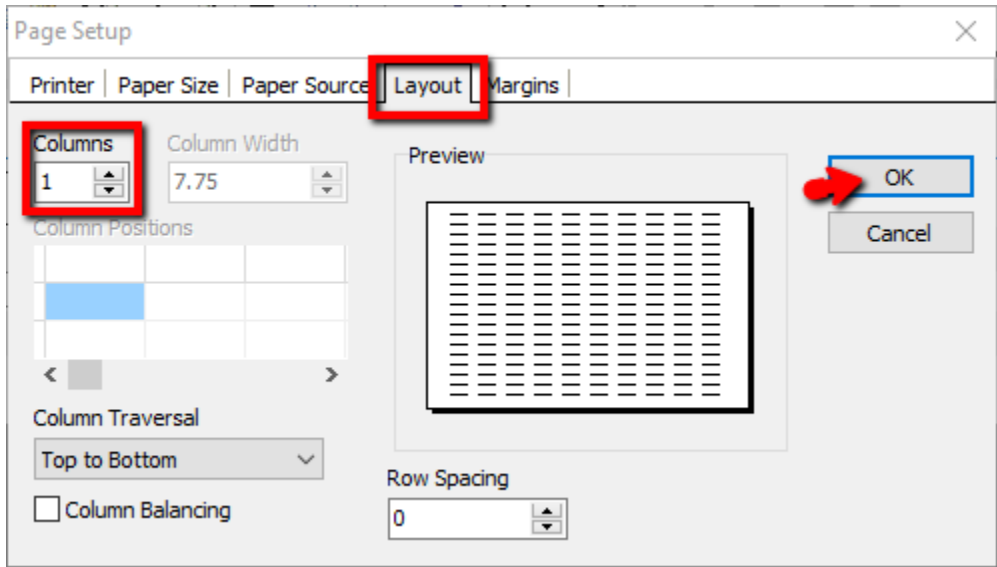 Page Setup
Printer Paper Size Paper Source Layout Margins
Columns Column Width
1 7.75
Column Positions
Column Traversal
Top to Bottom
Column Balancing
Preview
Row Spacing
0
OK
Cancel